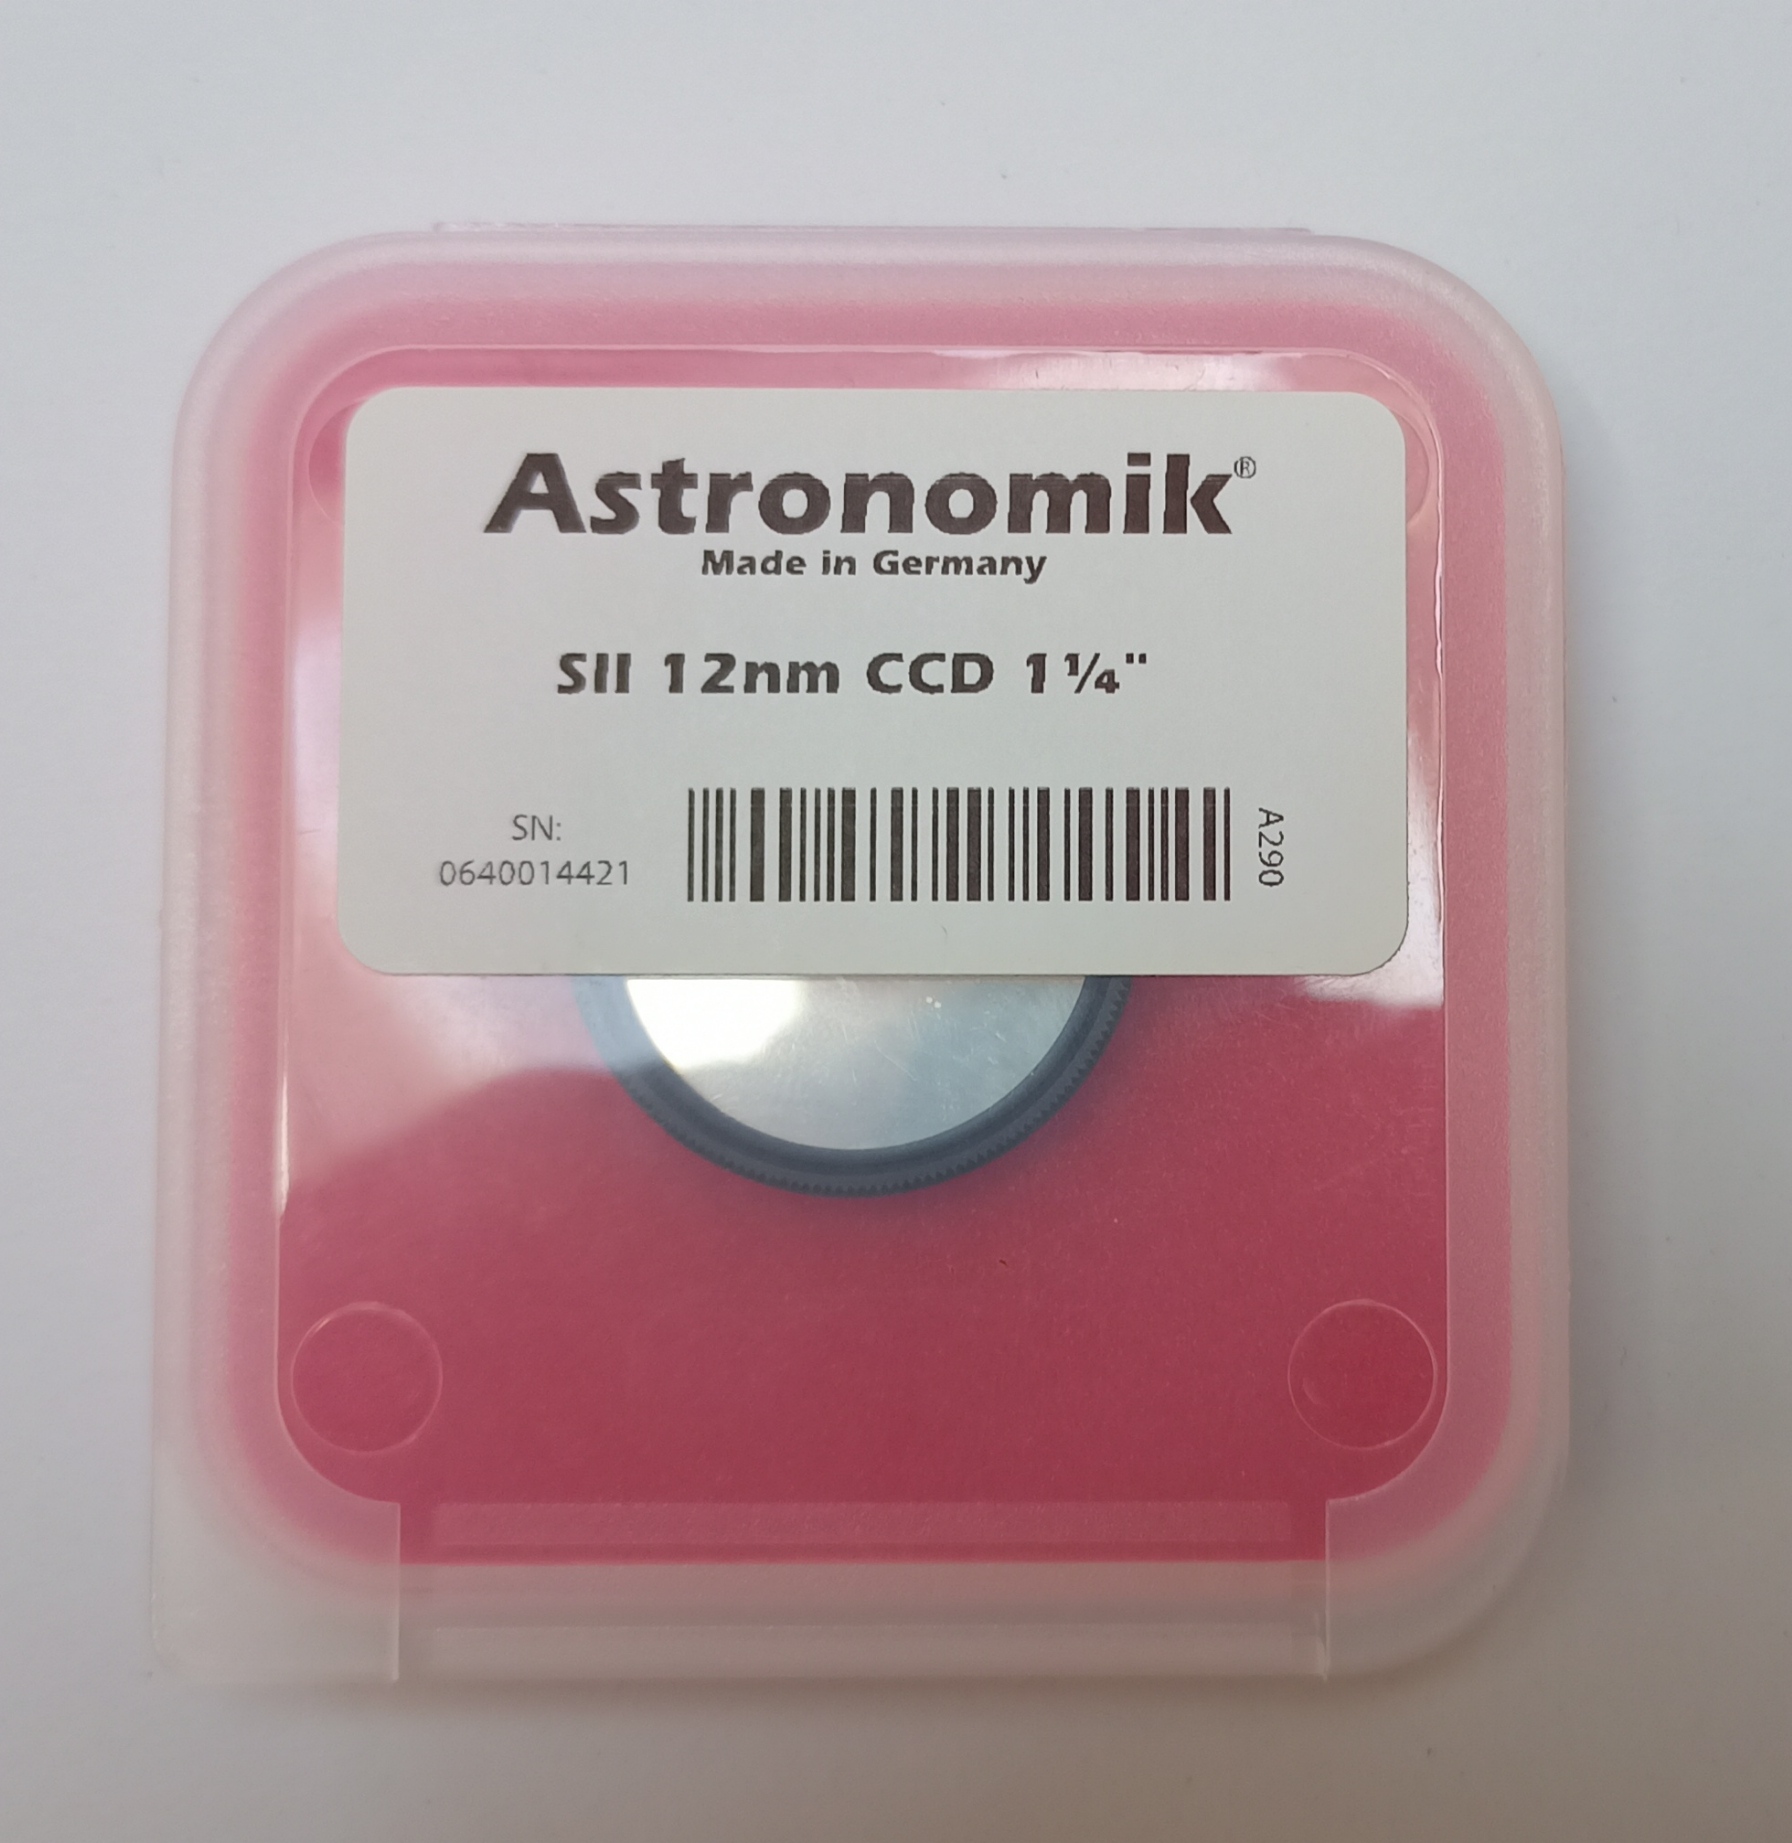 Astronomik®
Made in Germany
SII 12nm CCD 1¼"
SN:
0640014421
A290